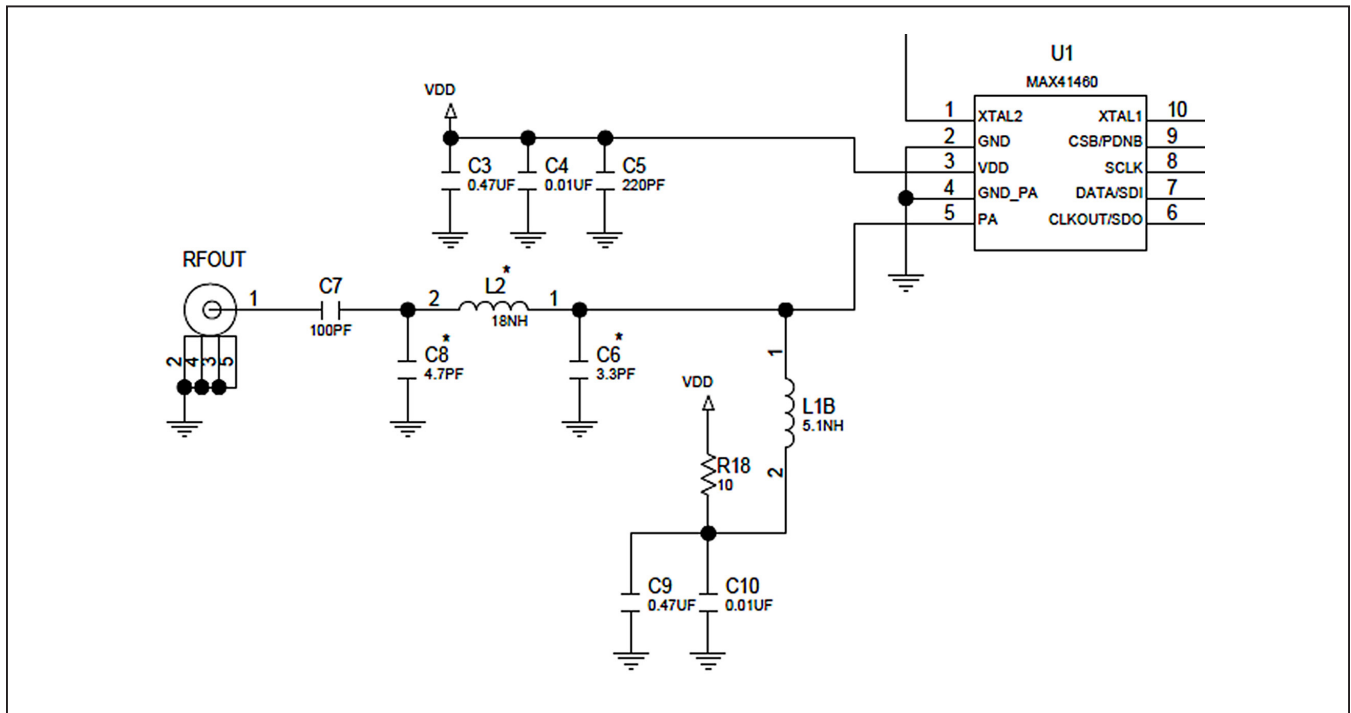 U1
MAX41460
1 XTAL2 XTAL1 10
2 GND CSB/PDNB 9
3 VDD SCLK 8
4 GND_PA DATA/SDI 7
5 PA CLKOUT/SDO 6
VDD
C3
0.47UF
C4
0.01UF
C5
220PF
RFOUT
1
2
4
3
5
C7
100PF
2
L2*
1
18NH
C8*
4.7PF
C6*
3.3PF
1
L1B
5.1NH
2
VDD
R18
10
C9
0.47UF
C10
0.01UF